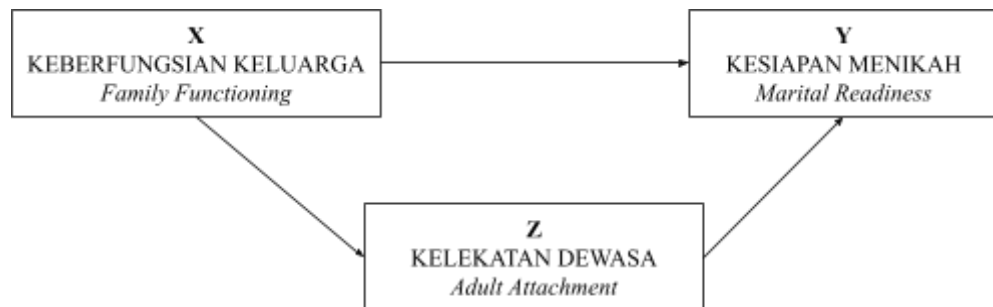 X
KEBERFUNGSIAN KELUARGA
Family Functioning
Y
KESIAPAN MENIKAH
Marital Readiness
Z
KELEKATAN DEWASA
Adult Attachment